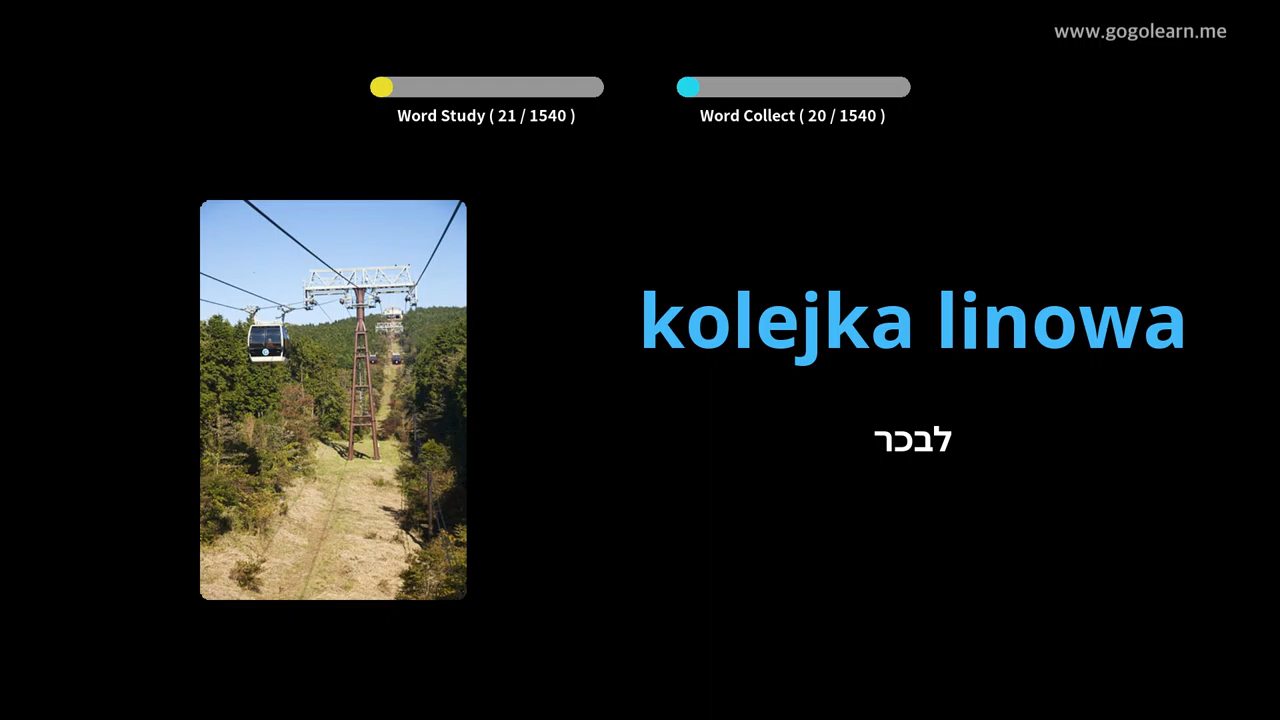 www.gogolearn.me
Word Study ( 21 / 1540 )
Word Collect ( 20 / 1540 )
kolejka linowa
לבכר